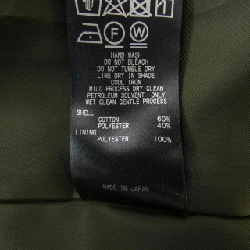 HAND WASH
DO NOT BLEACH
DO NOT TUMBLE DRY
LINE DRY IN SHADE
COOL IRON
MILD PROCESS DRY CLEAN
PETROLEUM SOLVENT ONLY
WET CLEAN GENTLE PROCESS
SHELL
COTTON 60%
POLYESTER 40%
LINING
POLYESTER 100%
MADE IN JAPAN